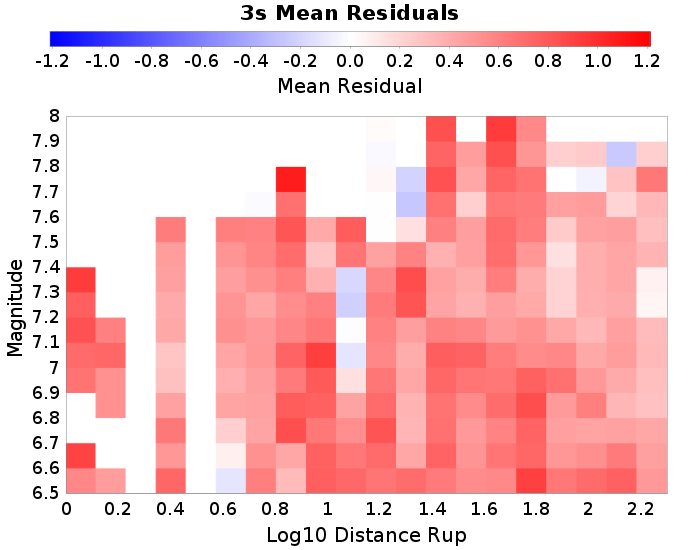 3s Mean Residuals
-1.2 -1.0 -0.8 -0.6 -0.4 -0.2 0.0 0.2 0.4 0.6 0.8 1.0 1.2
Mean Residual
8
7.9
7.8
7.7
7.6
7.5
7.4
7.3
7.2
7.1
7
6.9
6.8
6.7
6.6
6.5
Magnitude
0 0.2 0.4 0.6 0.8 1 1.2 1.4 1.6 1.8 2 2.2
Log10 Distance Rup